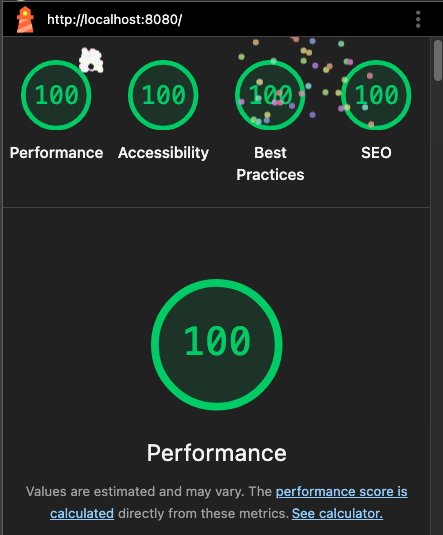 http://localhost:8080/
100 100 100 100
Performance Accessibility Best Practices SEO
100
Performance
Values are estimated and may vary. The performance score is
calculated directly from these metrics. See calculator.